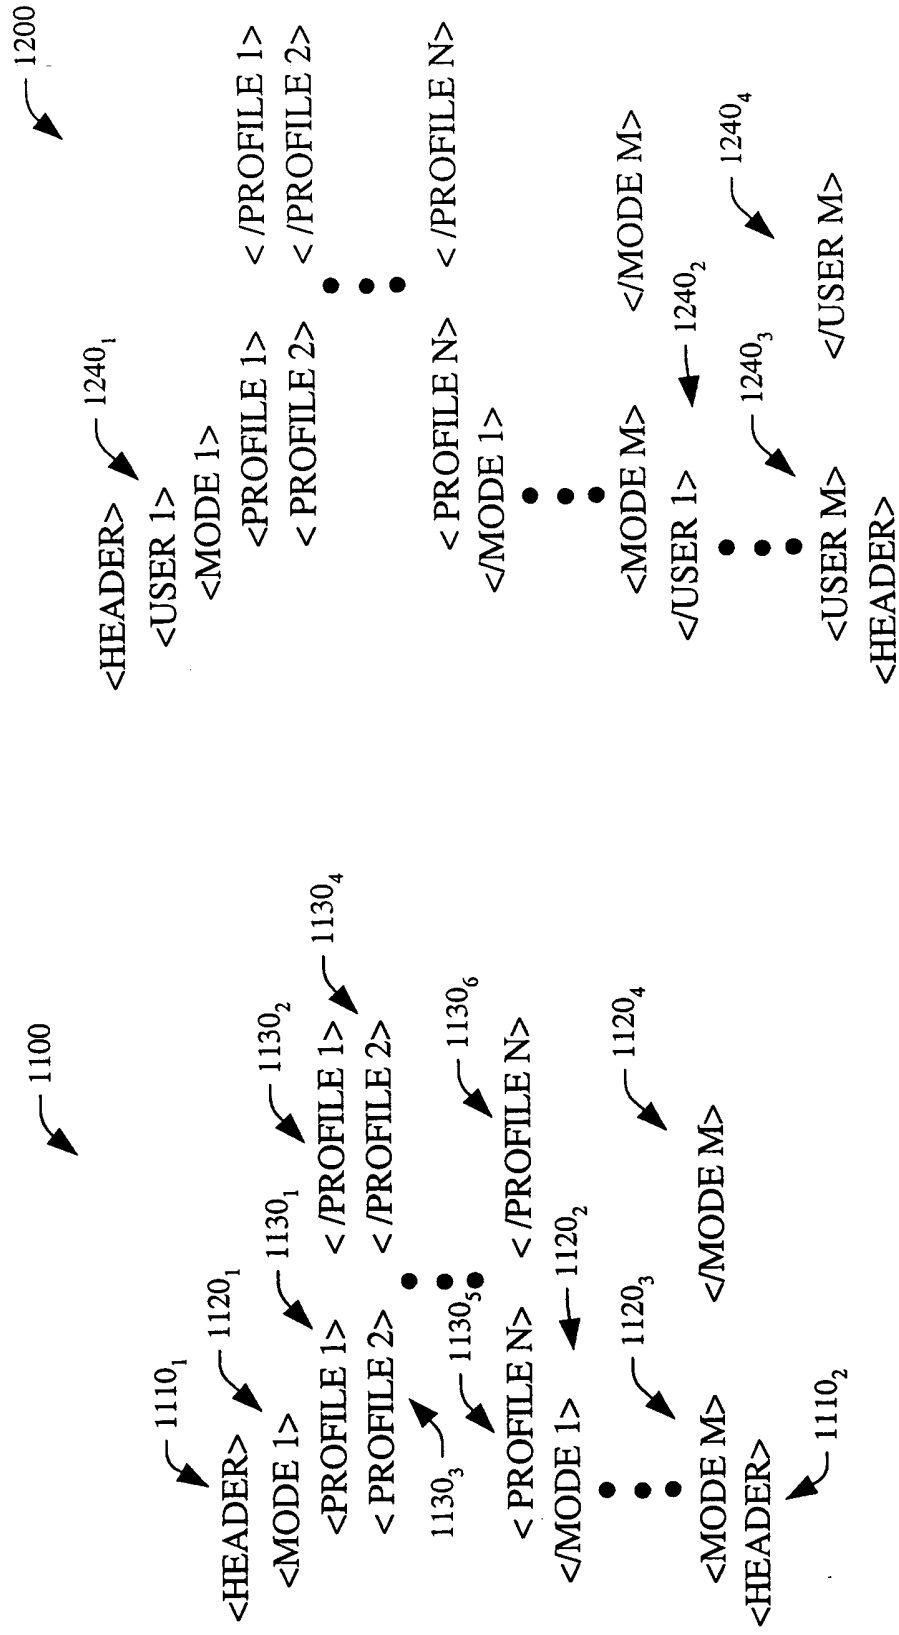 1100
1110₁
<HEADER>
1120₁
<MODE 1>
1130₁
1130₂
<PROFILE 1> < /PROFILE 1>
1130₄
< PROFILE 2> < /PROFILE 2>
1130₃
1130₅
1130₆
< PROFILE N> < /PROFILE N>
</MODE 1>
1120₂
1120₃
1120₄
<MODE M> </MODE M>
<HEADER>
1110₂
1200
<HEADER>
1240₁
<USER 1>
<MODE 1>
<PROFILE 1> < /PROFILE 1>
< PROFILE 2> < /PROFILE 2>
< PROFILE N> < /PROFILE N>
</MODE 1>
<MODE M> </MODE M>
</USER 1>
1240₂
1240₃
1240₄
<USER M> </USER M>
<HEADER>